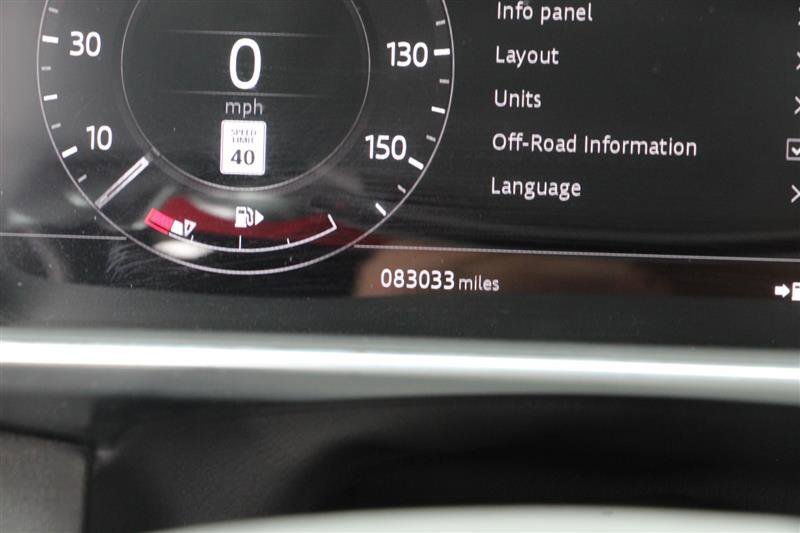 30
0
130
mph
SPEED
LIMIT
40
10
150
083033 miles
Info panel
Layout
Units
Off-Road Information
Language